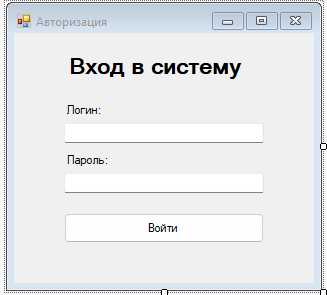 Авторизация
Вход в систему
Логин:
Пароль:
Войти